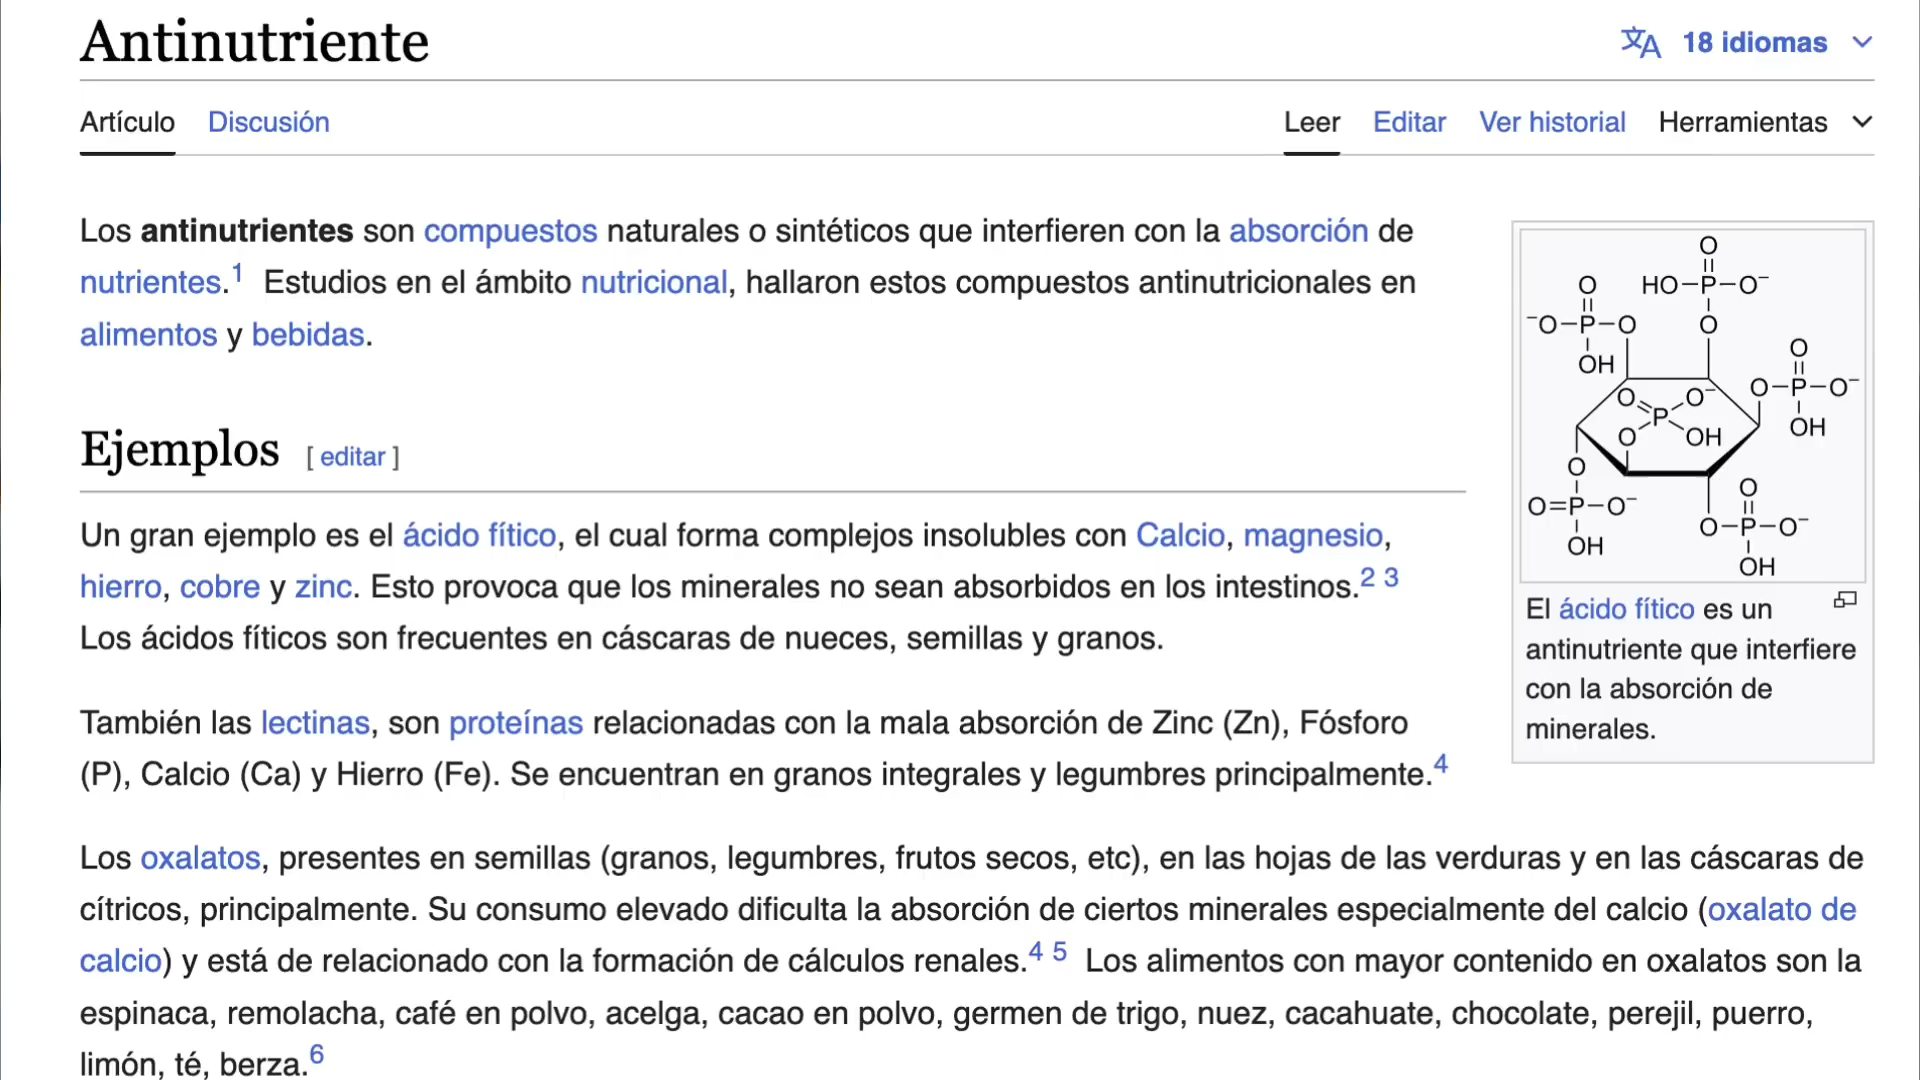 Antinutriente
18 idiomas
Artículo Discusión Leer Editar Ver historial Herramientas
Los antinutrientes son compuestos naturales o sintéticos que interfieren con la absorción de
nutrientes.1 Estudios en el ámbito nutricional, hallaron estos compuestos antinutricionales en
alimentos y bebidas.
Ejemplos [ editar ]
Un gran ejemplo es el ácido fítico, el cual forma complejos insolubles con Calcio, magnesio,
hierro, cobre y zinc. Esto provoca que los minerales no sean absorbidos en los intestinos.2 3
Los ácidos fíticos son frecuentes en cáscaras de nueces, semillas y granos.
También las lectinas, son proteínas relacionadas con la mala absorción de Zinc (Zn), Fósforo
(P), Calcio (Ca) y Hierro (Fe). Se encuentran en granos integrales y legumbres principalmente.4
Los oxalatos, presentes en semillas (granos, legumbres, frutos secos, etc), en las hojas de las verduras y en las cáscaras de
cítricos, principalmente. Su consumo elevado dificulta la absorción de ciertos minerales especialmente del calcio (oxalato de
calcio) y está de relacionado con la formación de cálculos renales.4 5 Los alimentos con mayor contenido en oxalatos son la
espinaca, remolacha, café en polvo, acelga, cacao en polvo, germen de trigo, nuez, cacahuate, chocolate, perejil, puerro,
limón, té, berza.6
O
O HO–P–O⁻
⁻O–P–O O
OH O
O O⁻ O–P–O⁻
P
O OH OH
O
O
O=P–O⁻ O–P–O⁻
OH OH
El ácido fítico es un
antinutriente que interfiere
con la absorción de
minerales.